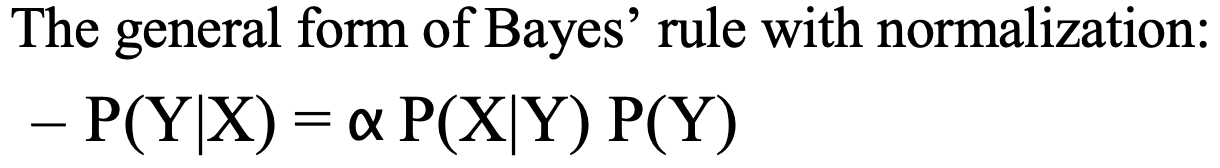 The general form of Bayes’ rule with normalization:
– P(Y|X) = α P(X|Y) P(Y)